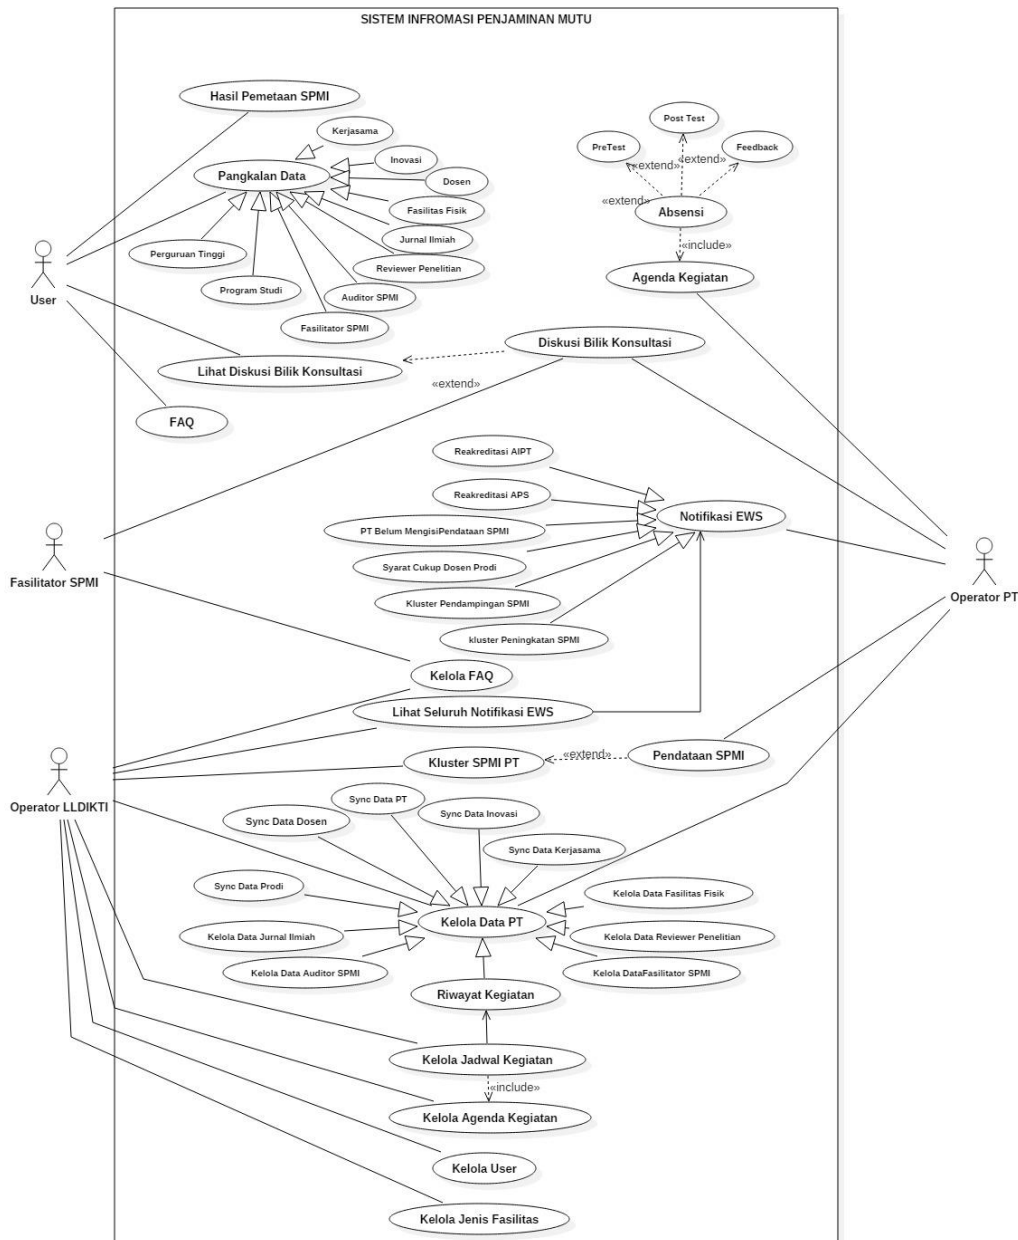 SISTEM INFROMASI PENJAMINAN MUTU
Hasil Pemetaan SPMI
Kerjasama
Inovasi
Pangkalan Data
Dosen
Fasilitas Fisik
Jurnal Ilmiah
Perguruan Tinggi
Reviewer Penelitian
Program Studi
Auditor SPMI
Fasilitator SPMI
User
Post Test
PreTest
Feedback
«extend»
«extend»
«extend»
Absensi
«include»
Agenda Kegiatan
Diskusi Bilik Konsultasi
Lihat Diskusi Bilik Konsultasi
«extend»
FAQ
Reakreditasi AIPT
Reakreditasi APS
Notifikasi EWS
PT Belum MengisiPendataan SPMI
Syarat Cukup Dosen Prodi
Fasilitator SPMI
Operator PT
Kluster Pendampingan SPMI
kluster Peningkatan SPMI
Kelola FAQ
Lihat Seluruh Notifikasi EWS
Kluster SPMI PT
«extend»
Pendataan SPMI
Operator LLDIKTI
Sync Data PT
Sync Data Inovasi
Sync Data Dosen
Sync Data Kerjasama
Sync Data Prodi
Kelola Data Fasilitas Fisik
Kelola Data PT
Kelola Data Jurnal Ilmiah
Kelola Data Reviewer Penelitian
Kelola Data Auditor SPMI
Kelola DataFasilitator SPMI
Riwayat Kegiatan
Kelola Jadwal Kegiatan
«include»
Kelola Agenda Kegiatan
Kelola User
Kelola Jenis Fasilitas